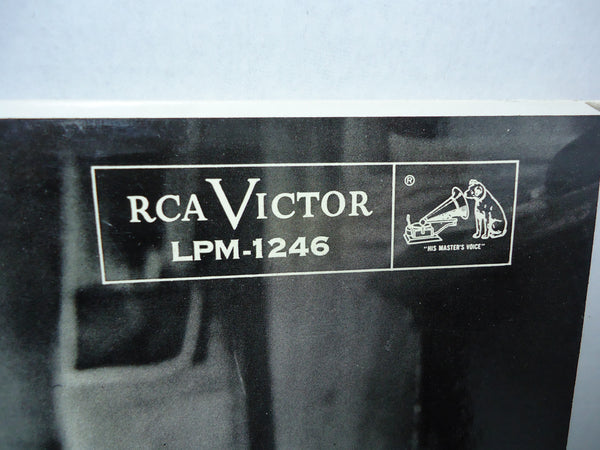 RCA VICTOR
LPM-1246
®
"HIS MASTER'S VOICE"